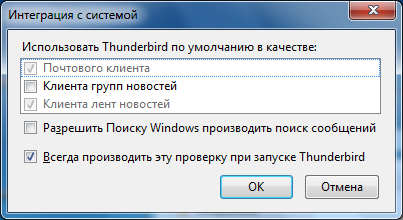 Интеграция с системой
Использовать Thunderbird по умолчанию в качестве:
Почтового клиента
Клиента групп новостей
Клиента лент новостей
Разрешить Поиску Windows производить поиск сообщений
Всегда производить эту проверку при запуске Thunderbird
OK
Отмена